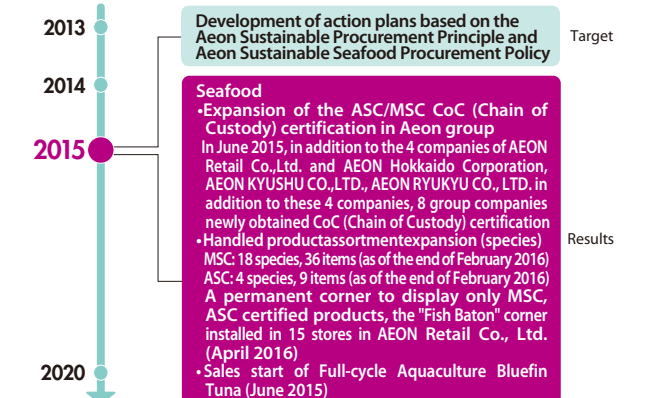 2013
Development of action plans based on the
Aeon Sustainable Procurement Principle and
Aeon Sustainable Seafood Procurement Policy
Target
2014
2015
Seafood
•Expansion of the ASC/MSC CoC (Chain of
Custody) certification in Aeon group
In June 2015, in addition to the 4 companies of AEON
Retail Co.,Ltd. and AEON Hokkaido Corporation,
AEON KYUSHU CO.,LTD., AEON RYUKYU CO., LTD. in
addition to these 4 companies, 8 group companies
newly obtained CoC (Chain of Custody) certification
•Handled productassortmentexpansion (species)
MSC: 18 species, 36 items (as of the end of February 2016)
ASC: 4 species, 9 items (as of the end of February 2016)
A permanent corner to display only MSC,
ASC certified products, the "Fish Baton" corner
installed in 15 stores in AEON Retail Co., Ltd.
(April 2016)
•Sales start of Full-cycle Aquaculture Bluefin
Tuna (June 2015)
Results
2020